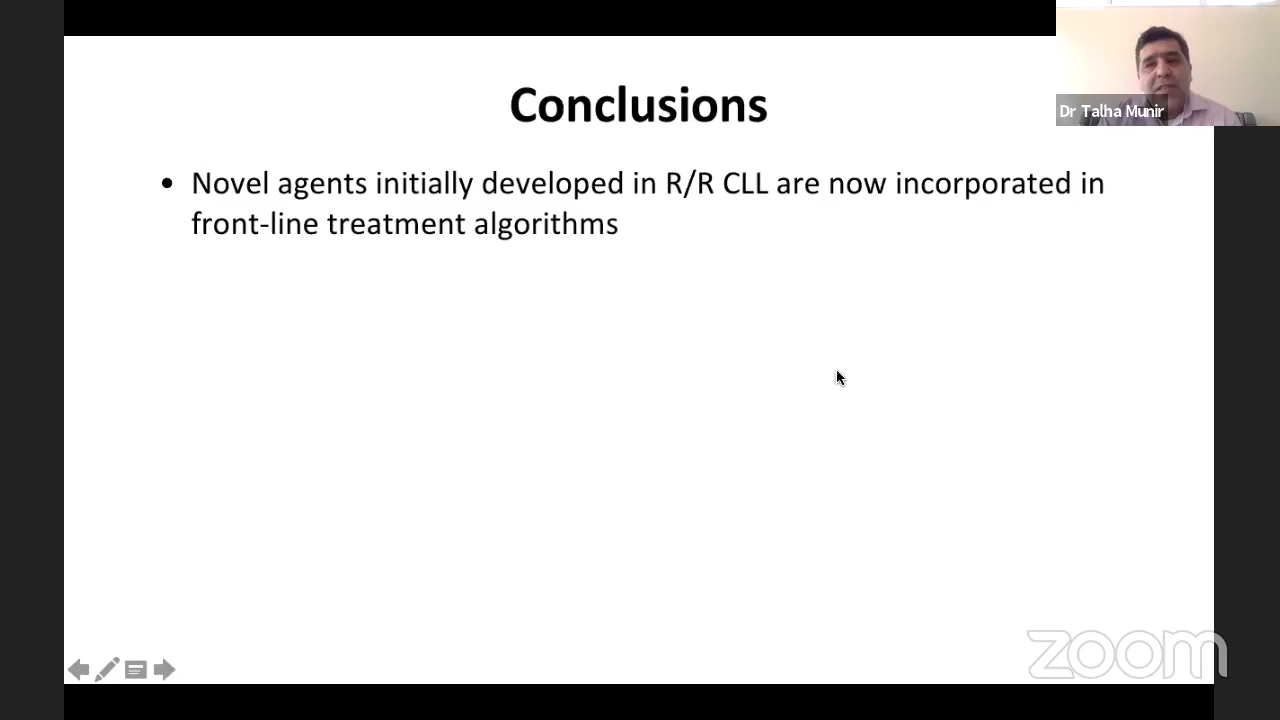 Conclusions
Dr Talha Munir
• Novel agents initially developed in R/R CLL are now incorporated in
front-line treatment algorithms
zoom